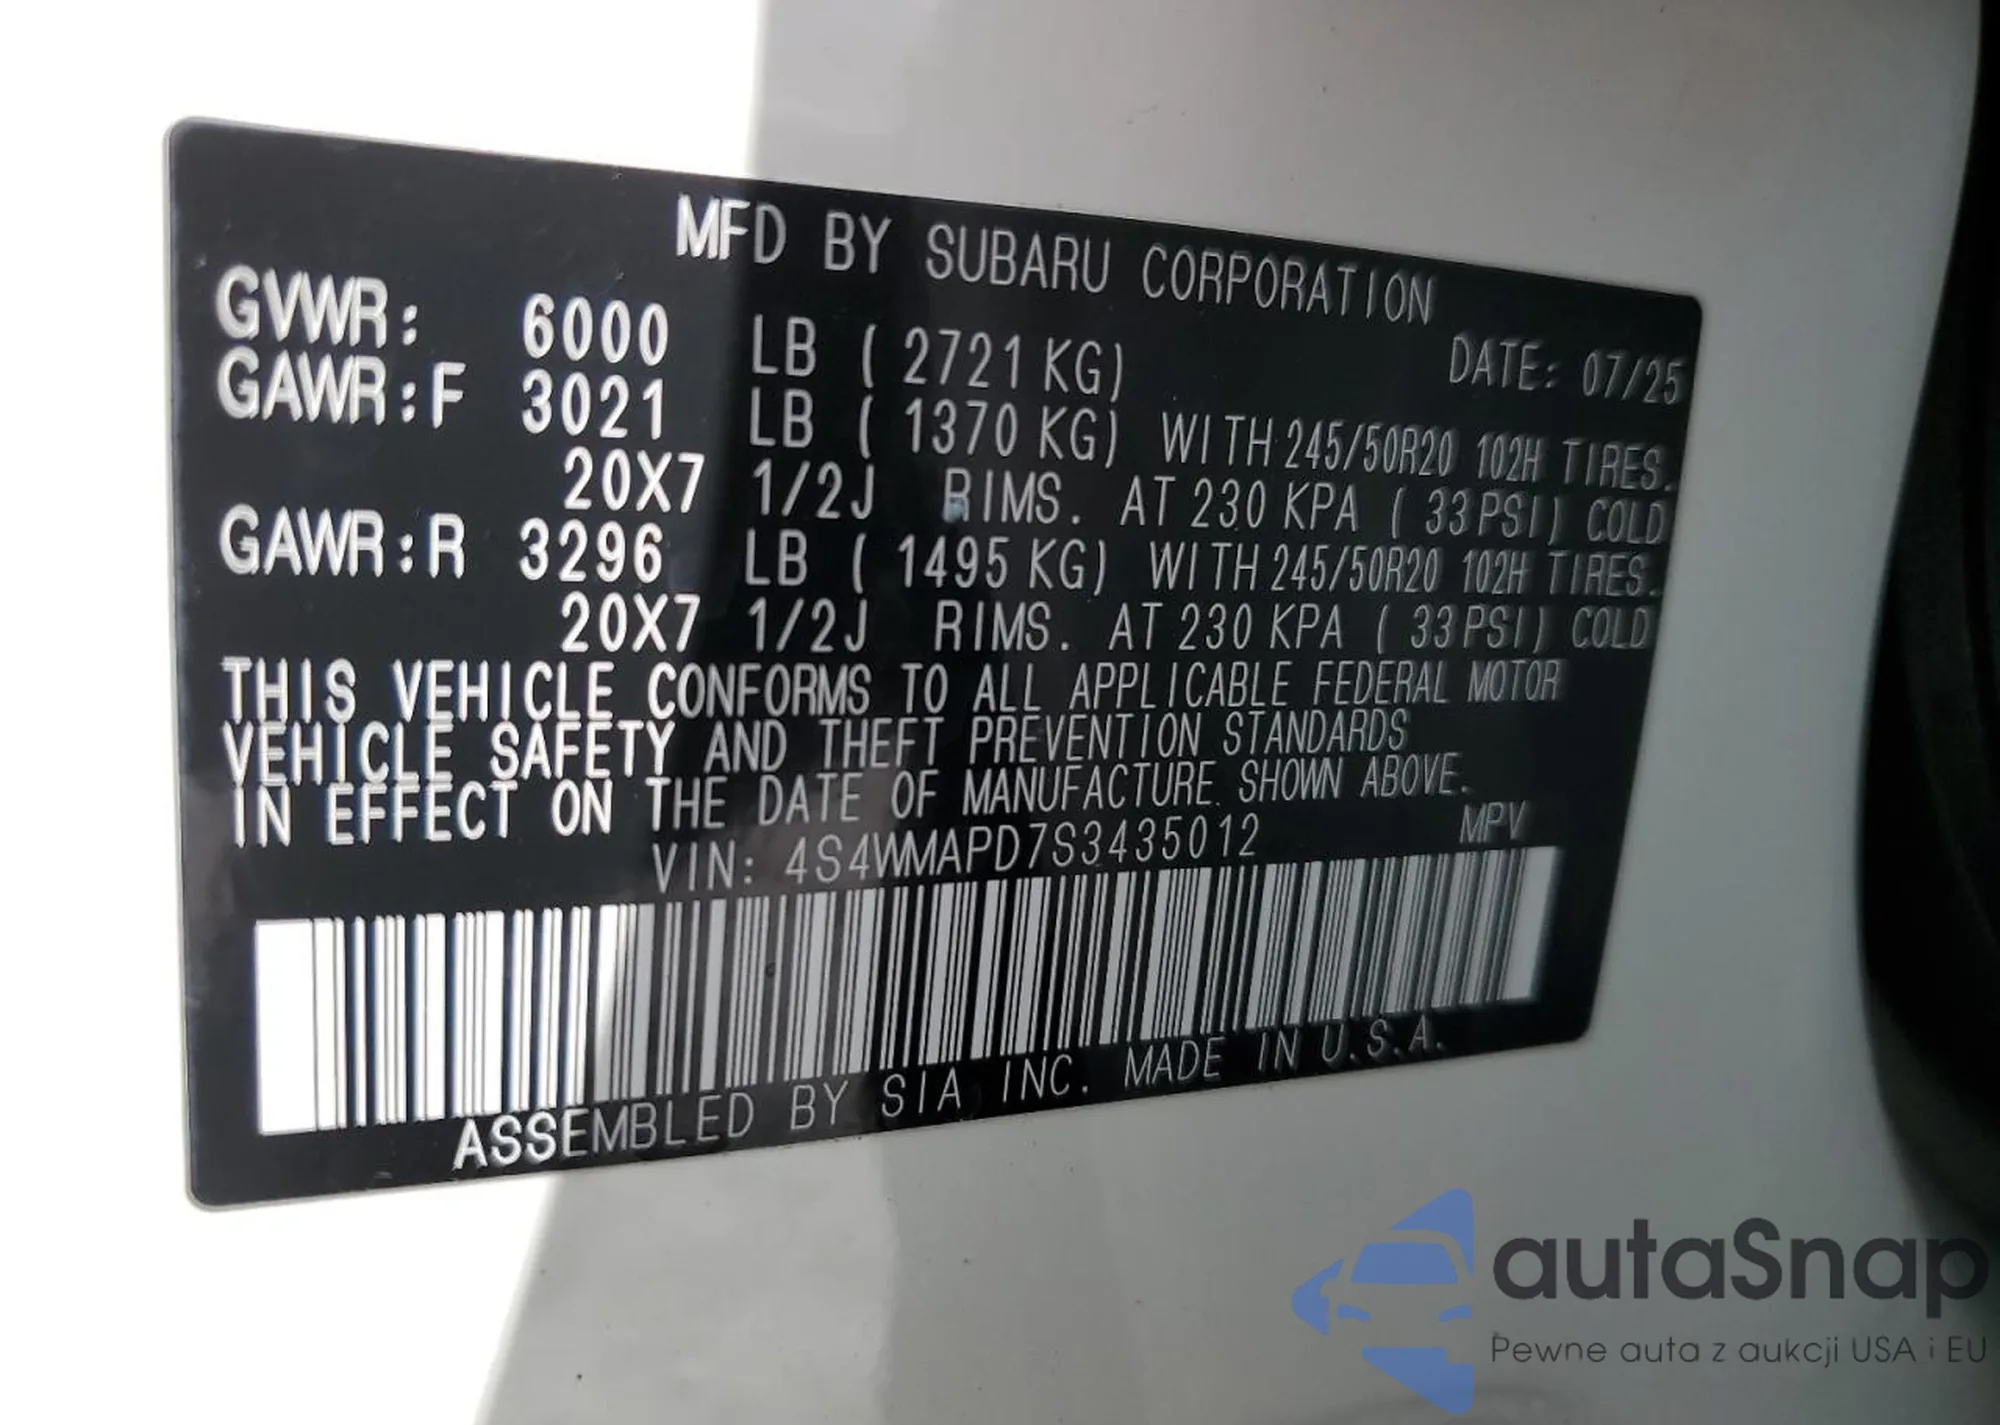 MFD BY SUBARU CORPORATION
GVWR: 6000 LB ( 2721 KG) DATE: 07/25
GAWR:F 3021 LB ( 1370 KG) WITH 245/50R20 102H TIRES.
20X7 1/2J RIMS. AT 230 KPA ( 33PSI) COLD
GAWR:R 3296 LB ( 1495 KG) WITH 245/50R20 102H TIRES.
20X7 1/2J RIMS. AT 230 KPA ( 33PSI) COLD
THIS VEHICLE CONFORMS TO ALL APPLICABLE FEDERAL MOTOR
VEHICLE SAFETY AND THEFT PREVENTION STANDARDS
IN EFFECT ON THE DATE OF MANUFACTURE SHOWN ABOVE.
VIN: 4S4WMAPD7S3435012 MPV
ASSEMBLED BY SIA INC. MADE IN U.S.A.
autaSnap
Pewne auta z aukcji USA i EU